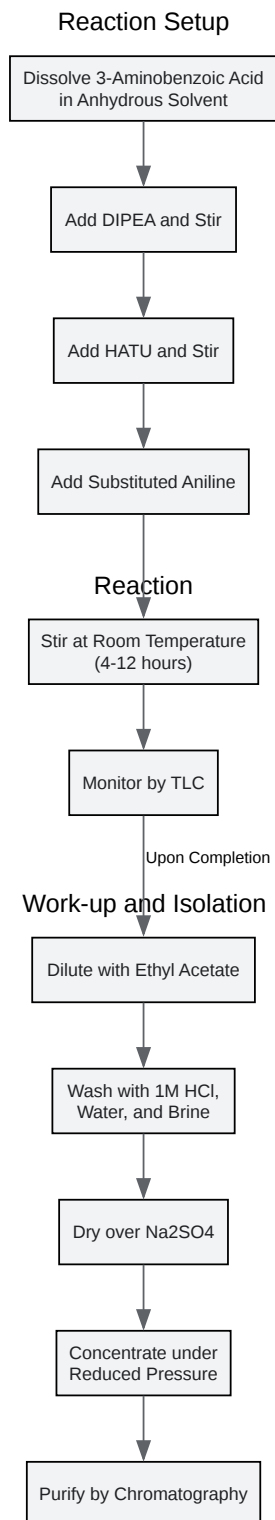 Reaction Setup
Dissolve 3-Aminobenzoic Acid
in Anhydrous Solvent
Add DIPEA and Stir
Add HATU and Stir
Add Substituted Aniline
Reaction
Stir at Room Temperature
(4-12 hours)
Monitor by TLC
Upon Completion
Work-up and Isolation
Dilute with Ethyl Acetate
Wash with 1M HCl,
Water, and Brine
Dry over Na2SO4
Concentrate under
Reduced Pressure
Purify by Chromatography